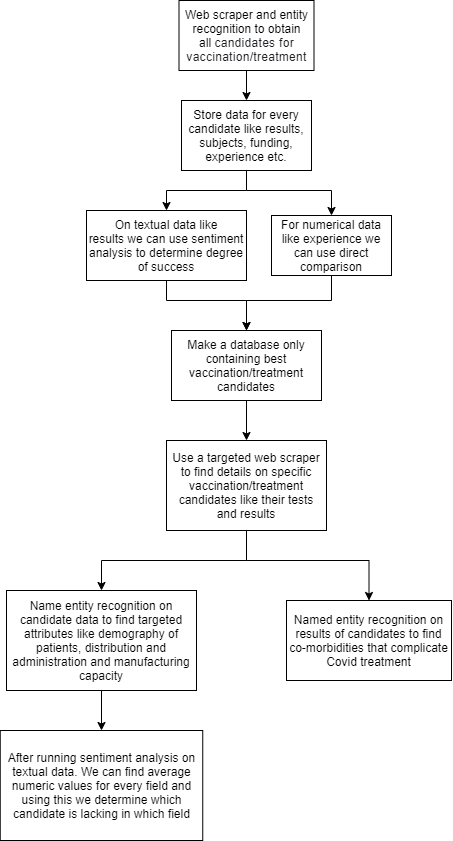 Web scraper and entity
recognition to obtain
all candidates for
vaccination/treatment
Store data for every
candidate like results,
subjects, funding,
experience etc.
On textual data like
results we can use sentiment
analysis to determine degree
of success
For numerical data
like experience we
can use direct
comparison
Make a database only
containing best
vaccination/treatment
candidates
Use a targeted web scraper
to find details on specific
vaccination/treatment
candidates like their tests
and results
Name entity recognition on
candidate data to find targeted
attributes like demography of
patients, distribution and
administration and manufacturing
capacity
Named entity recognition on
results of candidates to find
co-morbidities that complicate
Covid treatment
After running sentiment analysis on
textual data. We can find average
numeric values for every field and
using this we determine which
candidate is lacking in which field